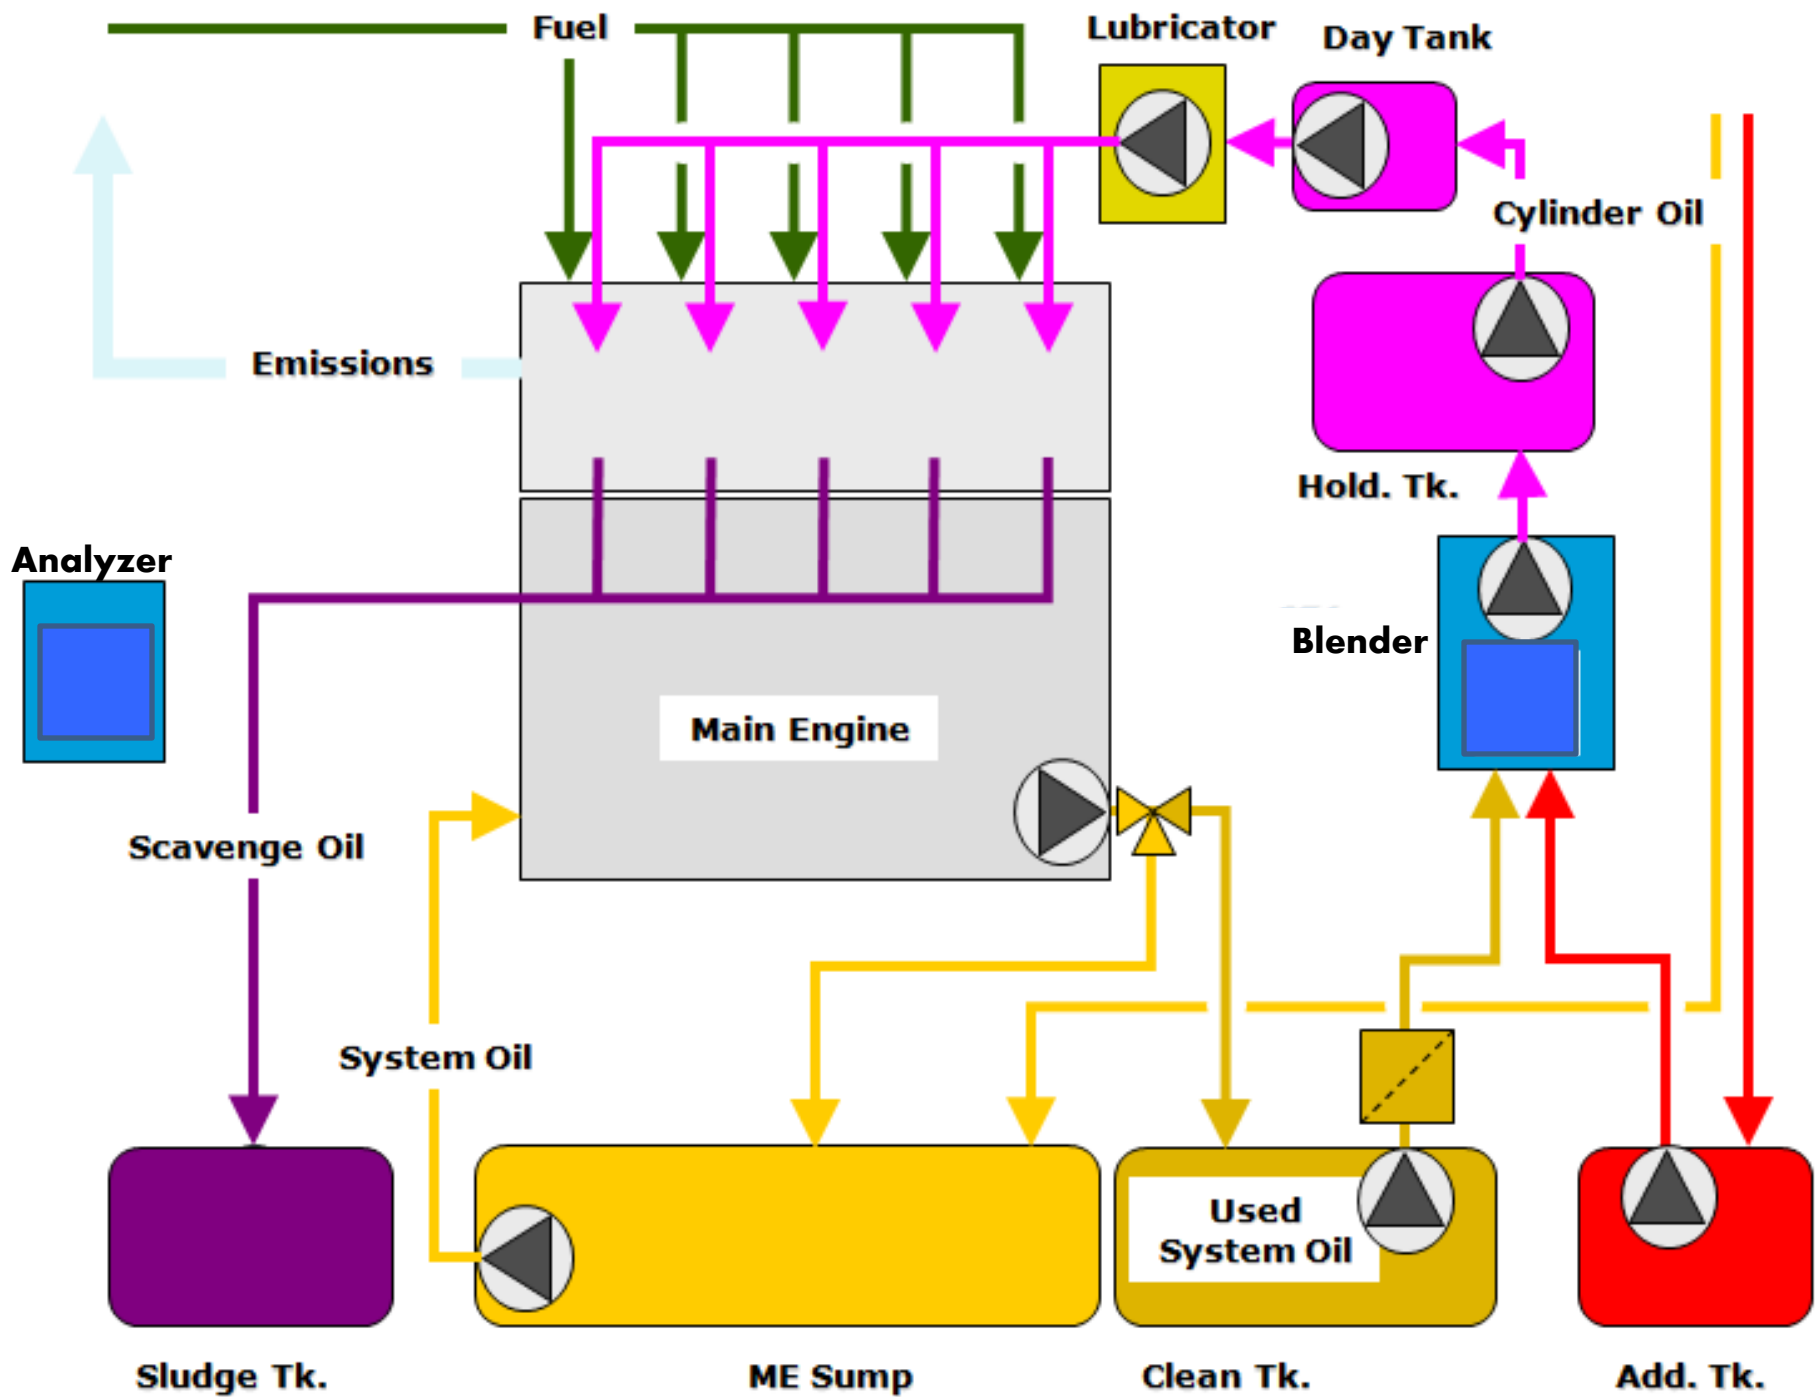 Fuel
Lubricator
Day Tank
Cylinder Oil
Emissions
Hold. Tk.
Analyzer
Blender
Main Engine
Scavenge Oil
System Oil
Used
System Oil
Sludge Tk.
ME Sump
Clean Tk.
Add. Tk.